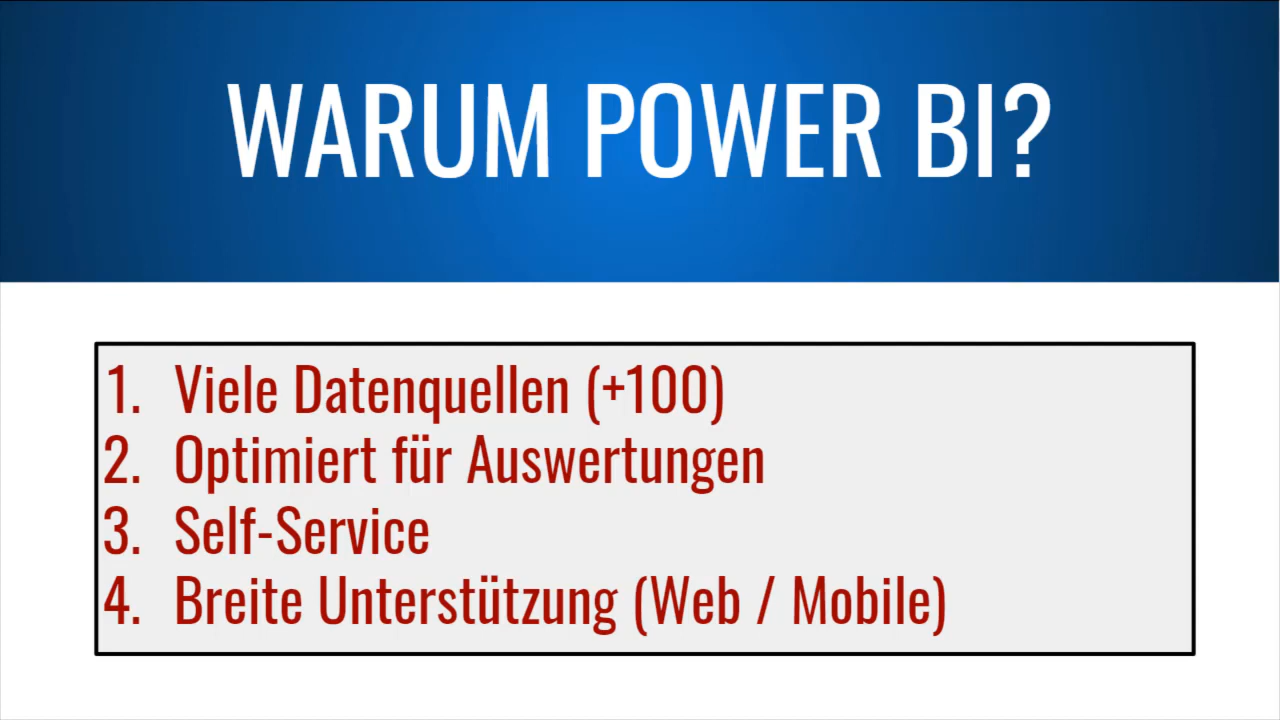 WARUM POWER BI?
1. Viele Datenquellen (+100)
2. Optimiert für Auswertungen
3. Self-Service
4. Breite Unterstützung (Web / Mobile)